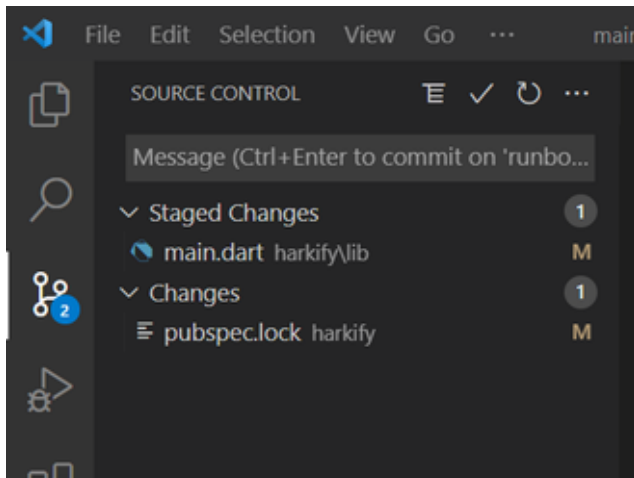 File Edit Selection View Go ··· main
SOURCE CONTROL
Message (Ctrl+Enter to commit on 'runbo...
Staged Changes 1
main.dart harkify\lib M
2
Changes 1
pubspec.lock harkify M